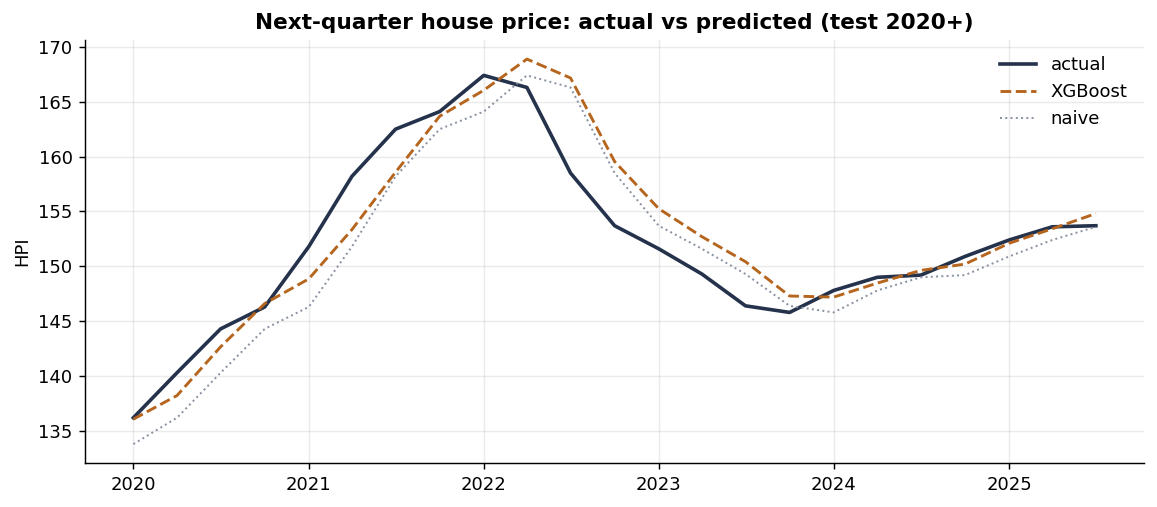 Next-quarter house price: actual vs predicted (test 2020+)
170
165
160
155
150
145
140
135
HPI
actual
XGBoost
naive
2020 2021 2022 2023 2024 2025